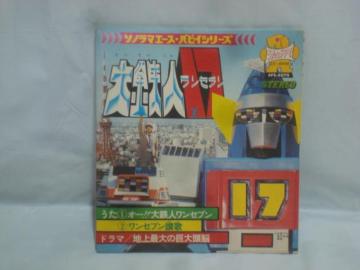 ソノラマエース・パピイシリーズ
大鉄人
ワンセブン
17
STEREO
17
うた①オー!!大鉄人ワンセブン
②ワンセブン讃歌
ドラマ/地上最大の巨大頭脳